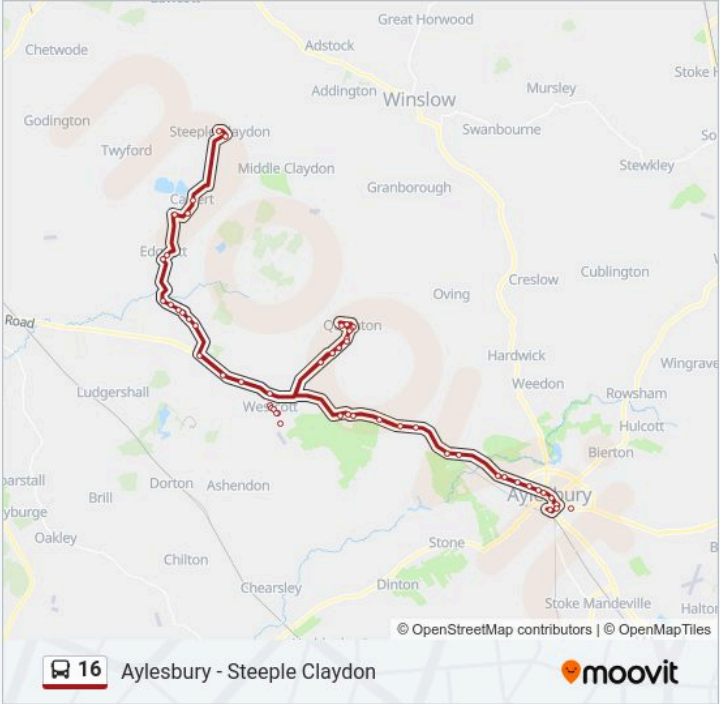 Great Horwood
Chetwode
Adstock
Stoke H
Addington
Mursley
Winslow
Godington
Steeple Claydon
Swanbourne
So
Twyford
Stewkley
Middle Claydon
Granborough
Calvert
Edgcott
Creslow
Cublington
Oving
Road
Quainton
Hardwick
Wingrave
Weedon
Ludgershall
Rowsham
Westcott
Hulcott
Bierton
parstall
Dorton
Ashendon
Brill
Aylesbury
yburge
Oakley
Stone
B
Chilton
Dinton
Chearsley
Stoke Mandeville
Halton
© OpenStreetMap contributors | © OpenMapTiles
16
Aylesbury - Steeple Claydon
moovit